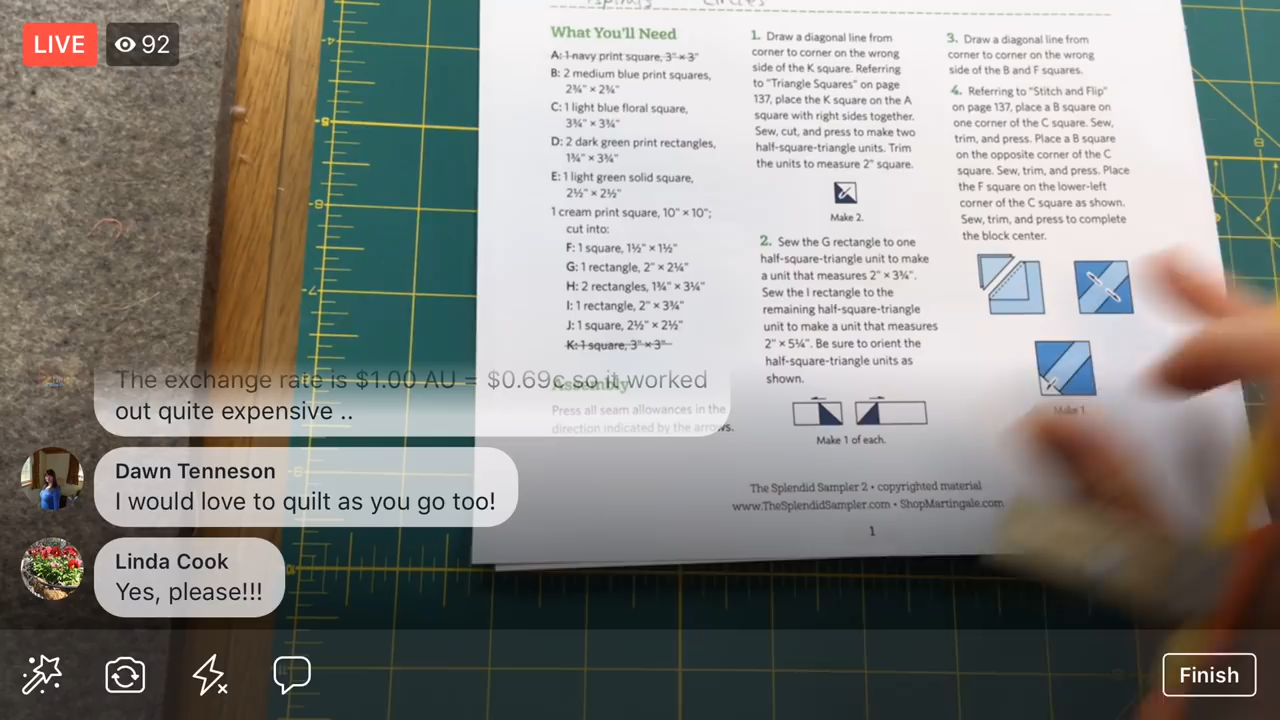 LIVE
92
Circles
What You'll Need
A: 1 navy print square, 3" × 3"
B: 2 medium blue print squares,
2¾" × 2¾"
C: 1 light blue floral square,
3¾" × 3¾"
D: 2 dark green print rectangles,
1¾" × 3¾"
E: 1 light green solid square,
2½" × 2½"
1 cream print square, 10" × 10";
cut into:
F: 1 square, 1½" × 1½"
G: 1 rectangle, 2" × 2¼"
H: 2 rectangles, 1¾" × 3¼"
I: 1 rectangle, 2" × 3¾"
J: 1 square, 2½" × 2½"
K: 1 square, 3" × 3"
Assembly
Press all seam allowances in the
direction indicated by the arrows.
1. Draw a diagonal line from
corner to corner on the wrong
side of the K square. Referring
to "Triangle Squares" on page
137, place the K square on the A
square with right sides together.
Sew, cut, and press to make two
half-square-triangle units. Trim
the units to measure 2" square.
Make 2.
2. Sew the G rectangle to one
half-square-triangle unit to make
a unit that measures 2" × 3¾".
Sew the I rectangle to the
remaining half-square-triangle
unit to make a unit that measures
2" × 5¼". Be sure to orient the
half-square-triangle units as
shown.
Make 1 of each.
3. Draw a diagonal line from
corner to corner on the wrong
side of the B and F squares.
4. Referring to "Stitch and Flip"
on page 137, place a B square on
one corner of the C square. Sew,
trim, and press. Place a B square
on the opposite corner of the C
square. Sew, trim, and press. Place
the F square on the lower-left
corner of the C square as shown.
Sew, trim, and press to complete
the block center.
Make 1.
The Splendid Sampler 2 • copyrighted material
www.TheSplendidSampler.com • ShopMartingale.com
1
The exchange rate is $1.00 AU = $0.69c so it worked
out quite expensive ..
Dawn Tenneson
I would love to quilt as you go too!
Linda Cook
Yes, please!!!
Finish